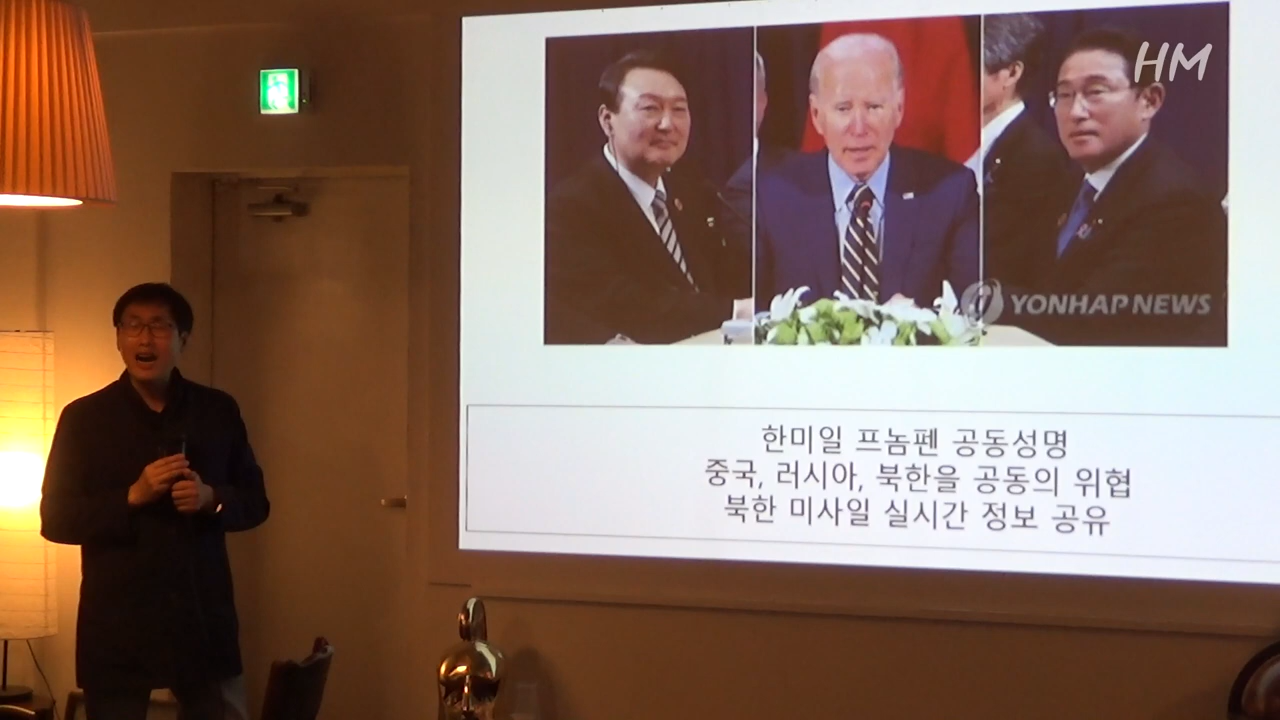 HM
YONHAP NEWS
한미일 프놈펜 공동성명
중국, 러시아, 북한을 공동의 위협
북한 미사일 실시간 정보 공유